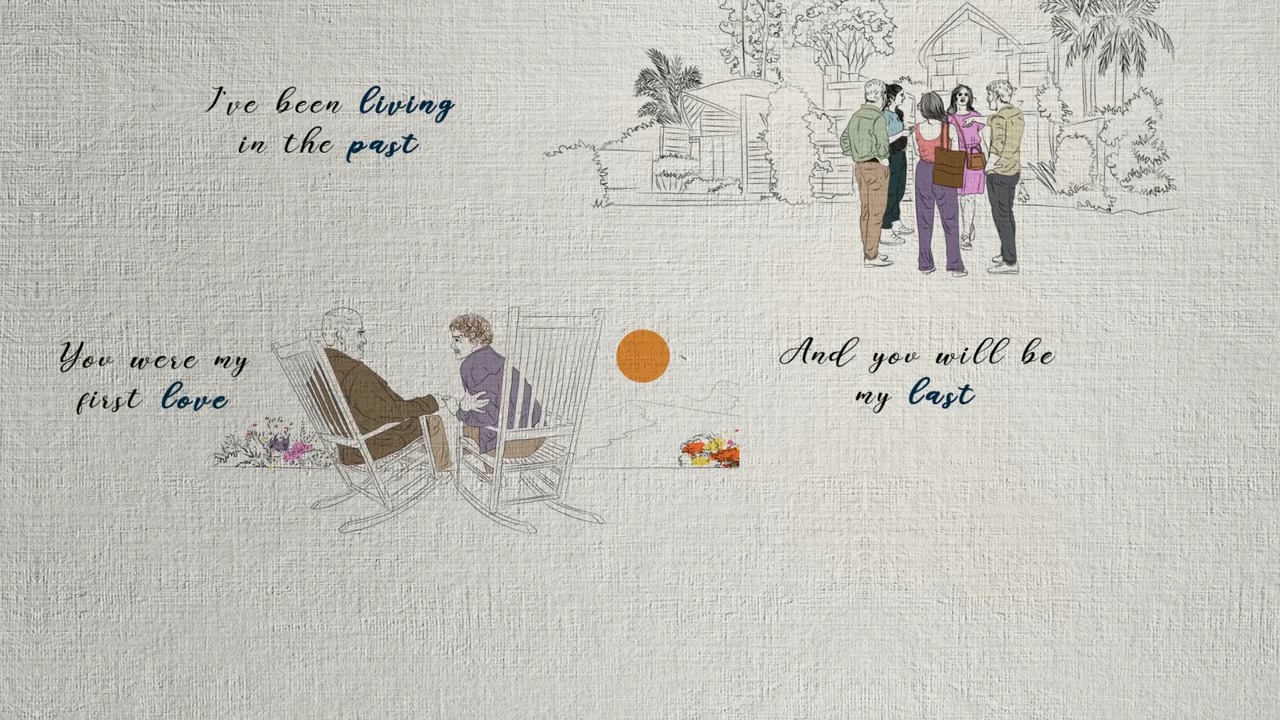 I've been living
in the past
You were my
first love
And you will be
my last